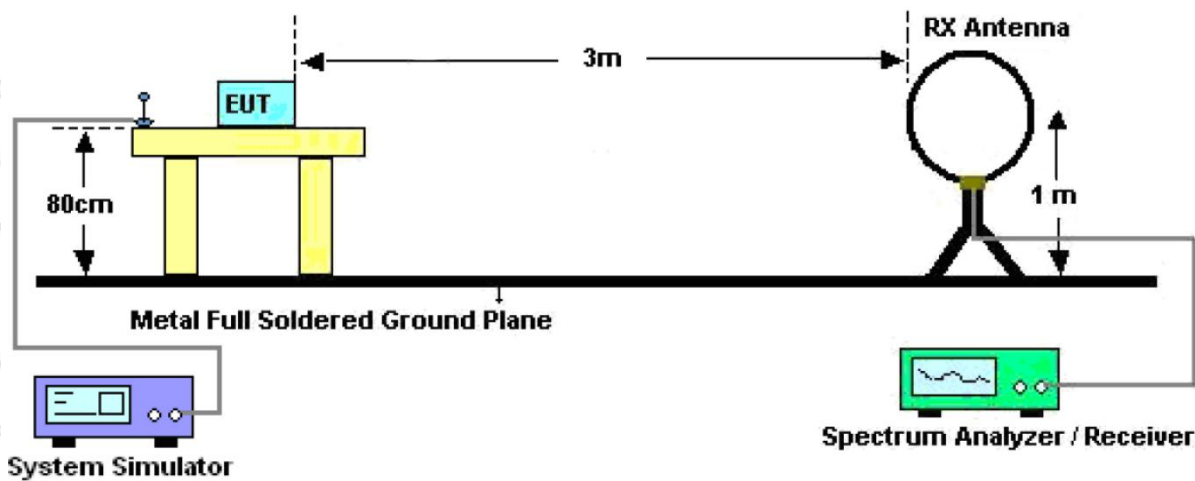 RX Antenna
3m
EUT
80cm
1 m
Metal Full Soldered Ground Plane
Spectrum Analyzer / Receiver
System Simulator